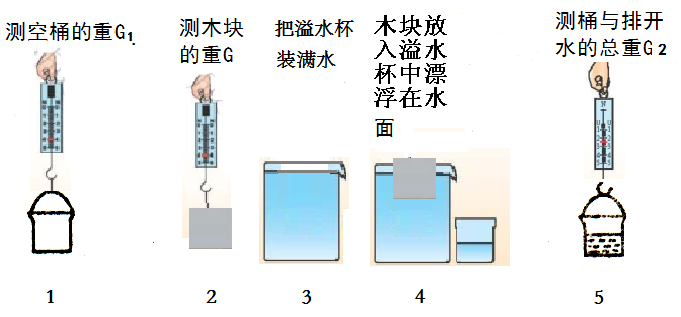 测空桶的重G1.
测木块
的重G
把溢水杯
装满水
木块放
入溢水
杯中漂
浮在水
面
测桶与排开
水的总重G2
1
2
3
4
5